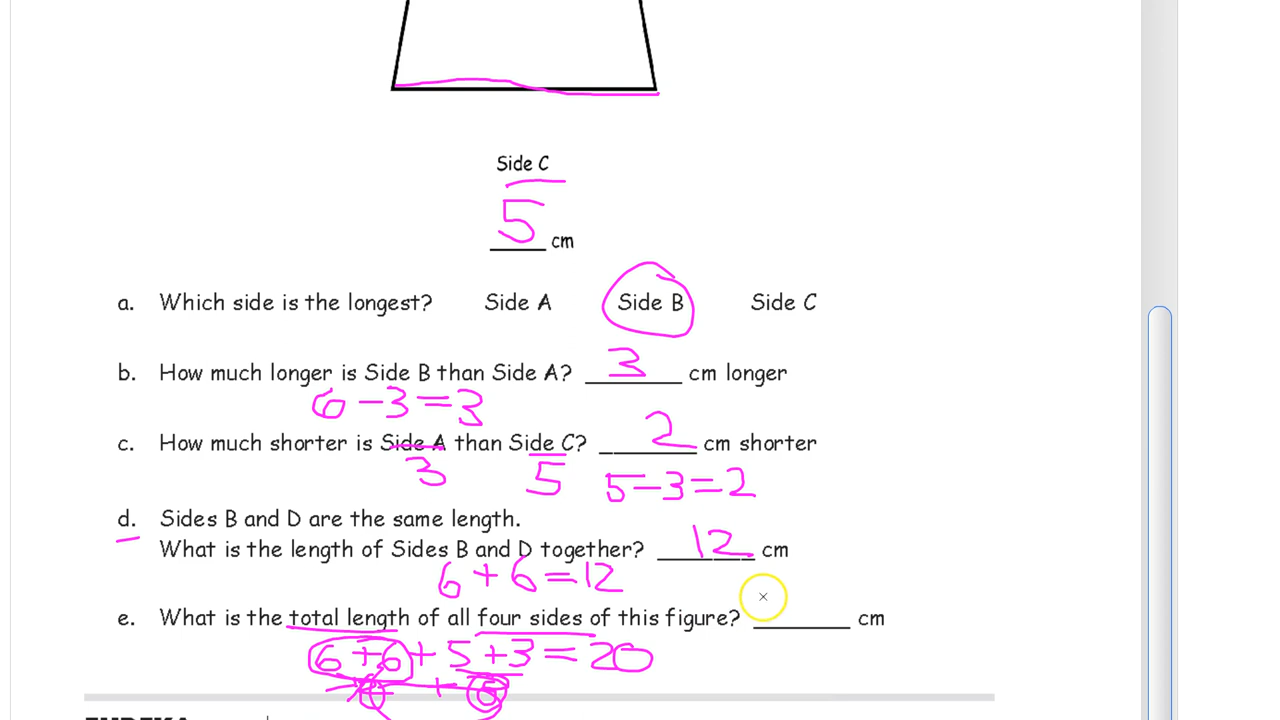 Side C
5
____ cm
a. Which side is the longest? Side A Side B Side C
b. How much longer is Side B than Side A? 3 cm longer
6 - 3 = 3
c. How much shorter is Side A than Side C? 2 cm shorter
3 5 5 - 3 = 2
d. Sides B and D are the same length.
What is the length of Sides B and D together? 12 cm
6 + 6 = 12
e. What is the total length of all four sides of this figure? ____ cm
6 + 6 + 5 + 3 = 20
EUREKA